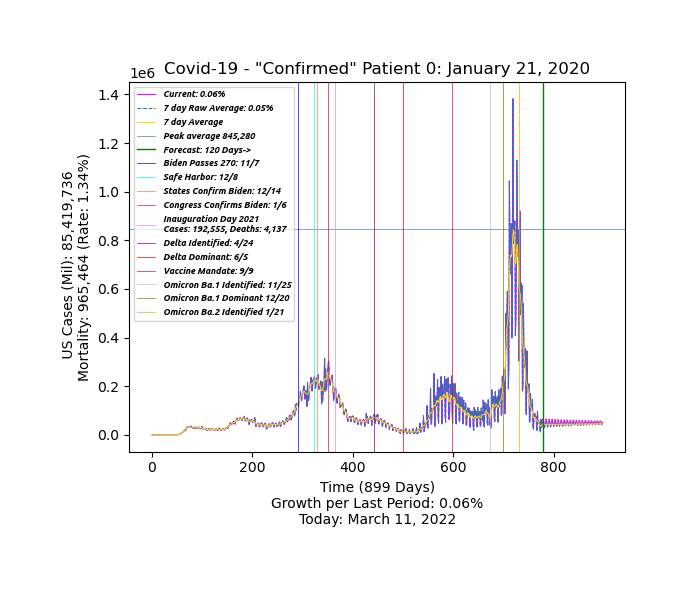 Covid-19 - "Confirmed" Patient 0: January 21, 2020
1e6
1.4
1.2
1.0
0.8
0.6
0.4
0.2
0.0
US Cases (Mil): 85,419,736
Mortality: 965,464 (Rate: 1.34%)
Current: 0.06%
7 day Raw Average: 0.05%
7 day Average
Peak average 845,280
Forecast: 120 Days->
Biden Passes 270: 11/7
Safe Harbor: 12/8
States Confirm Biden: 12/14
Congress Confirms Biden: 1/6
Inauguration Day 2021
Cases: 192,555, Deaths: 4,137
Delta Identified: 4/24
Delta Dominant: 6/5
Vaccine Mandate: 9/9
Omicron Ba.1 Identified: 11/25
Omicron Ba.1 Dominant 12/20
Omicron Ba.2 Identified 1/21
0 200 400 600 800
Time (899 Days)
Growth per Last Period: 0.06%
Today: March 11, 2022